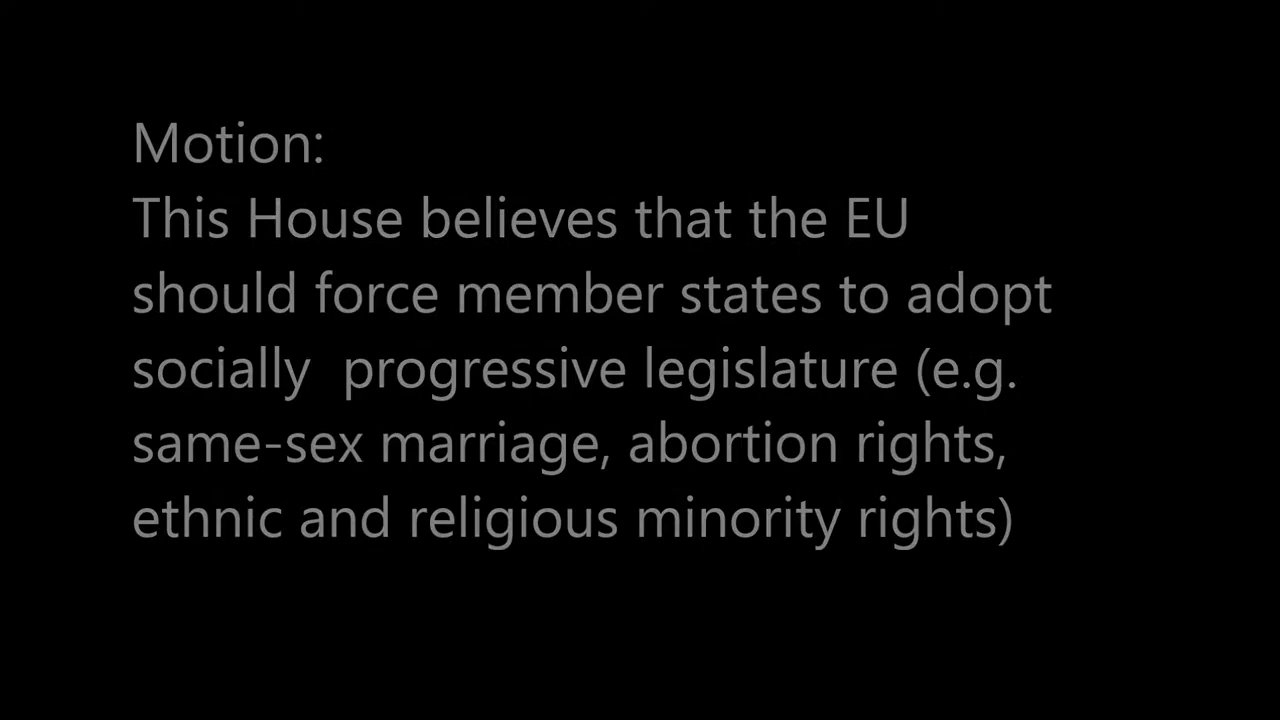 Motion:
This House believes that the EU
should force member states to adopt
socially  progressive legislature (e.g.
same-sex marriage, abortion rights,
ethnic and religious minority rights)